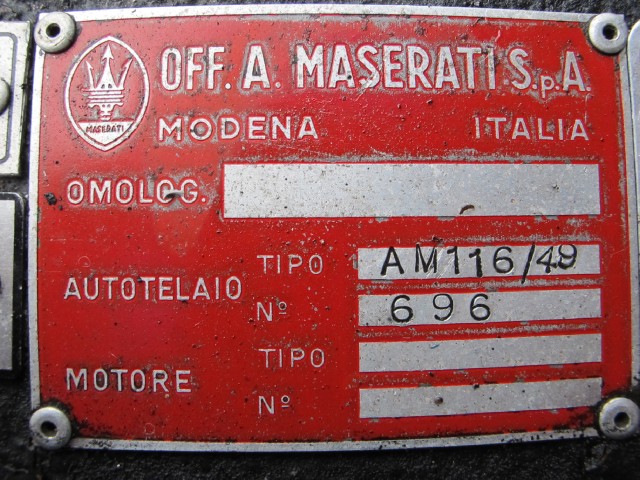 OFF. A. MASERATI S.p.A.
MASERATI
MODENA ITALIA
OMOLOG.
AUTOTELAIO
TIPO AM116/49
Nº 696
MOTORE
TIPO
Nº